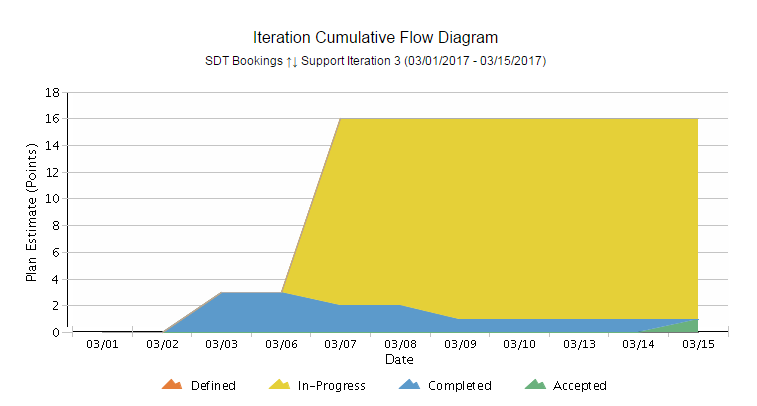 Iteration Cumulative Flow Diagram
SDT Bookings ↑↓ Support Iteration 3 (03/01/2017 - 03/15/2017)
18
16
14
12
10
8
6
4
2
0
Plan Estimate (Points)
03/01 03/02 03/03 03/06 03/07 03/08 03/09 03/10 03/13 03/14 03/15
Date
Defined In-Progress Completed Accepted